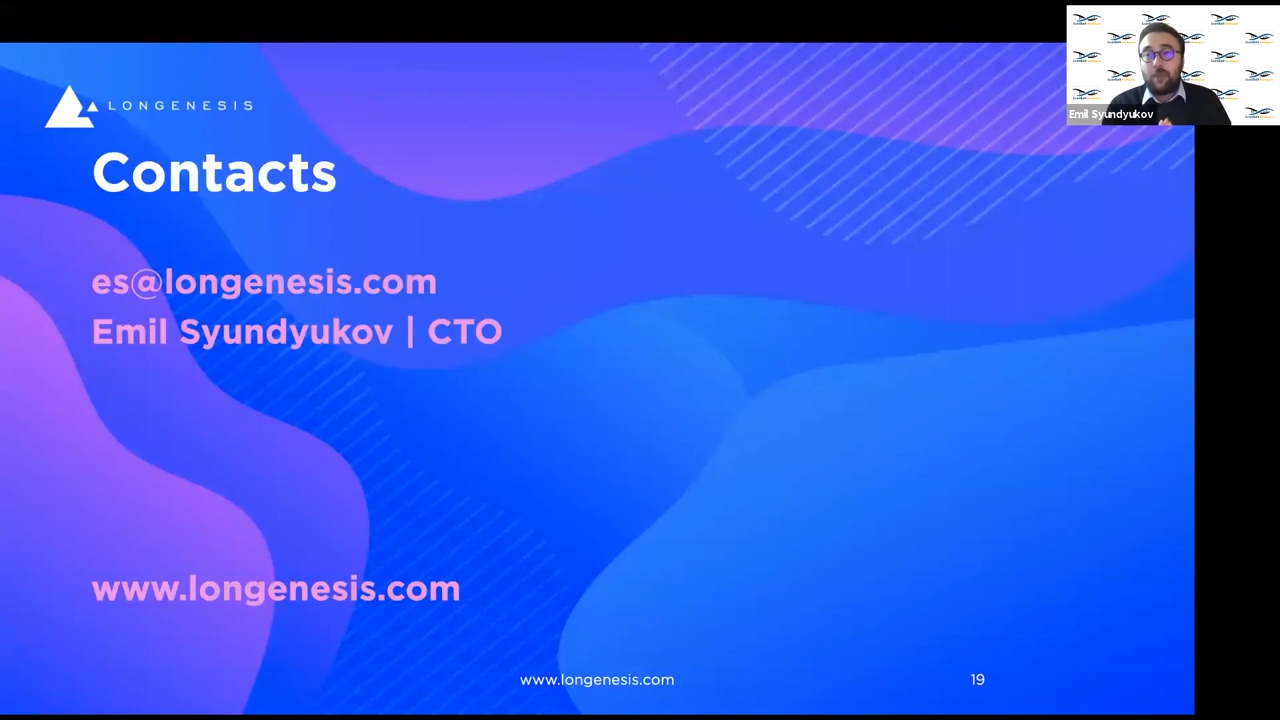 LONGENESIS
Contacts
es@longenesis.com
Emil Syundyukov | CTO
www.longenesis.com
www.longenesis.com
19
Emil Syundyukov